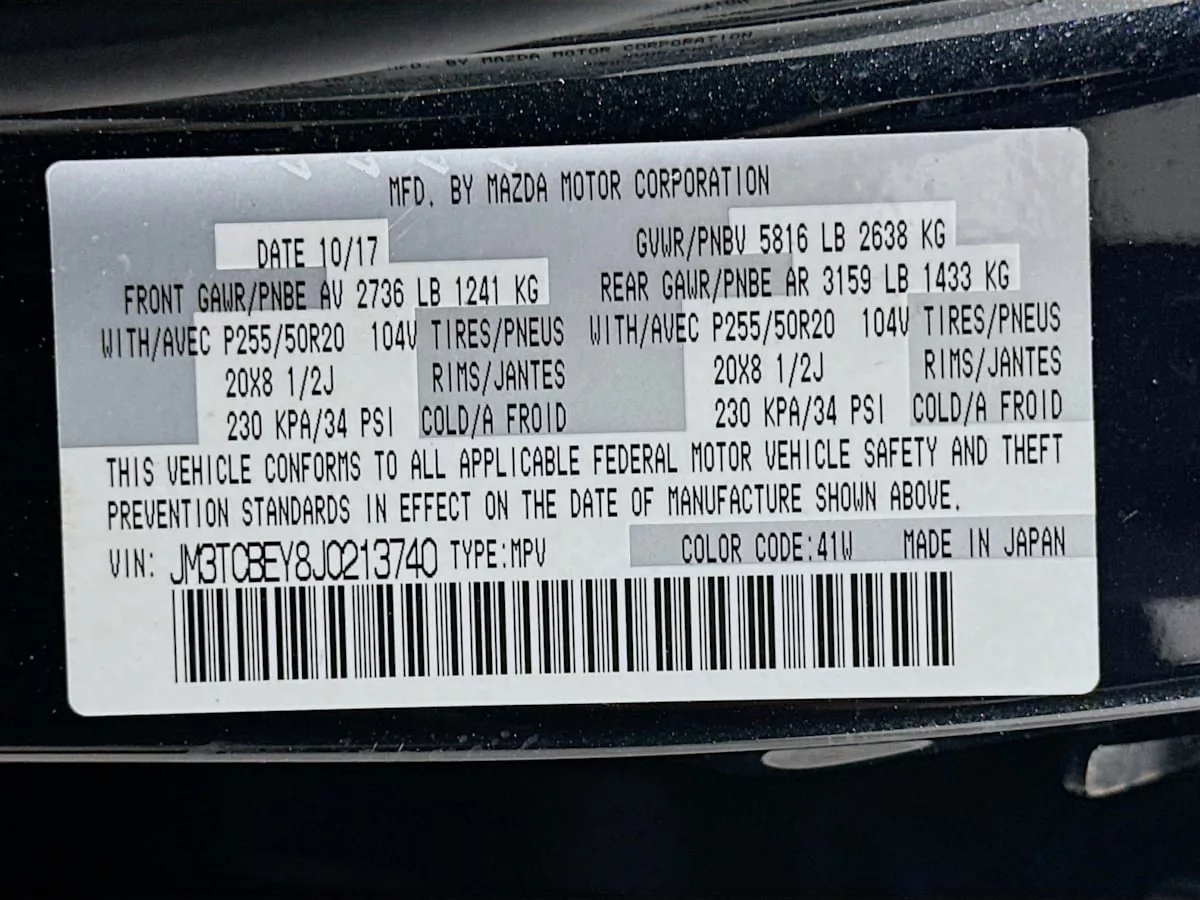 MFD. BY MAZDA MOTOR CORPORATION
MFD. BY MAZDA MOTOR CORPORATION
DATE 10/17 GVWR/PNBV 5816 LB 2638 KG
FRONT GAWR/PNBE AV 2736 LB 1241 KG REAR GAWR/PNBE AR 3159 LB 1433 KG
WITH/AVEC P255/50R20 104V TIRES/PNEUS WITH/AVEC P255/50R20 104V TIRES/PNEUS
20X8 1/2J RIMS/JANTES 20X8 1/2J RIMS/JANTES
230 KPA/34 PSI COLD/A FROID 230 KPA/34 PSI COLD/A FROID
THIS VEHICLE CONFORMS TO ALL APPLICABLE FEDERAL MOTOR VEHICLE SAFETY AND THEFT
PREVENTION STANDARDS IN EFFECT ON THE DATE OF MANUFACTURE SHOWN ABOVE.
VIN: JM3TCBEY8J0213740 TYPE:MPV COLOR CODE:41W MADE IN JAPAN